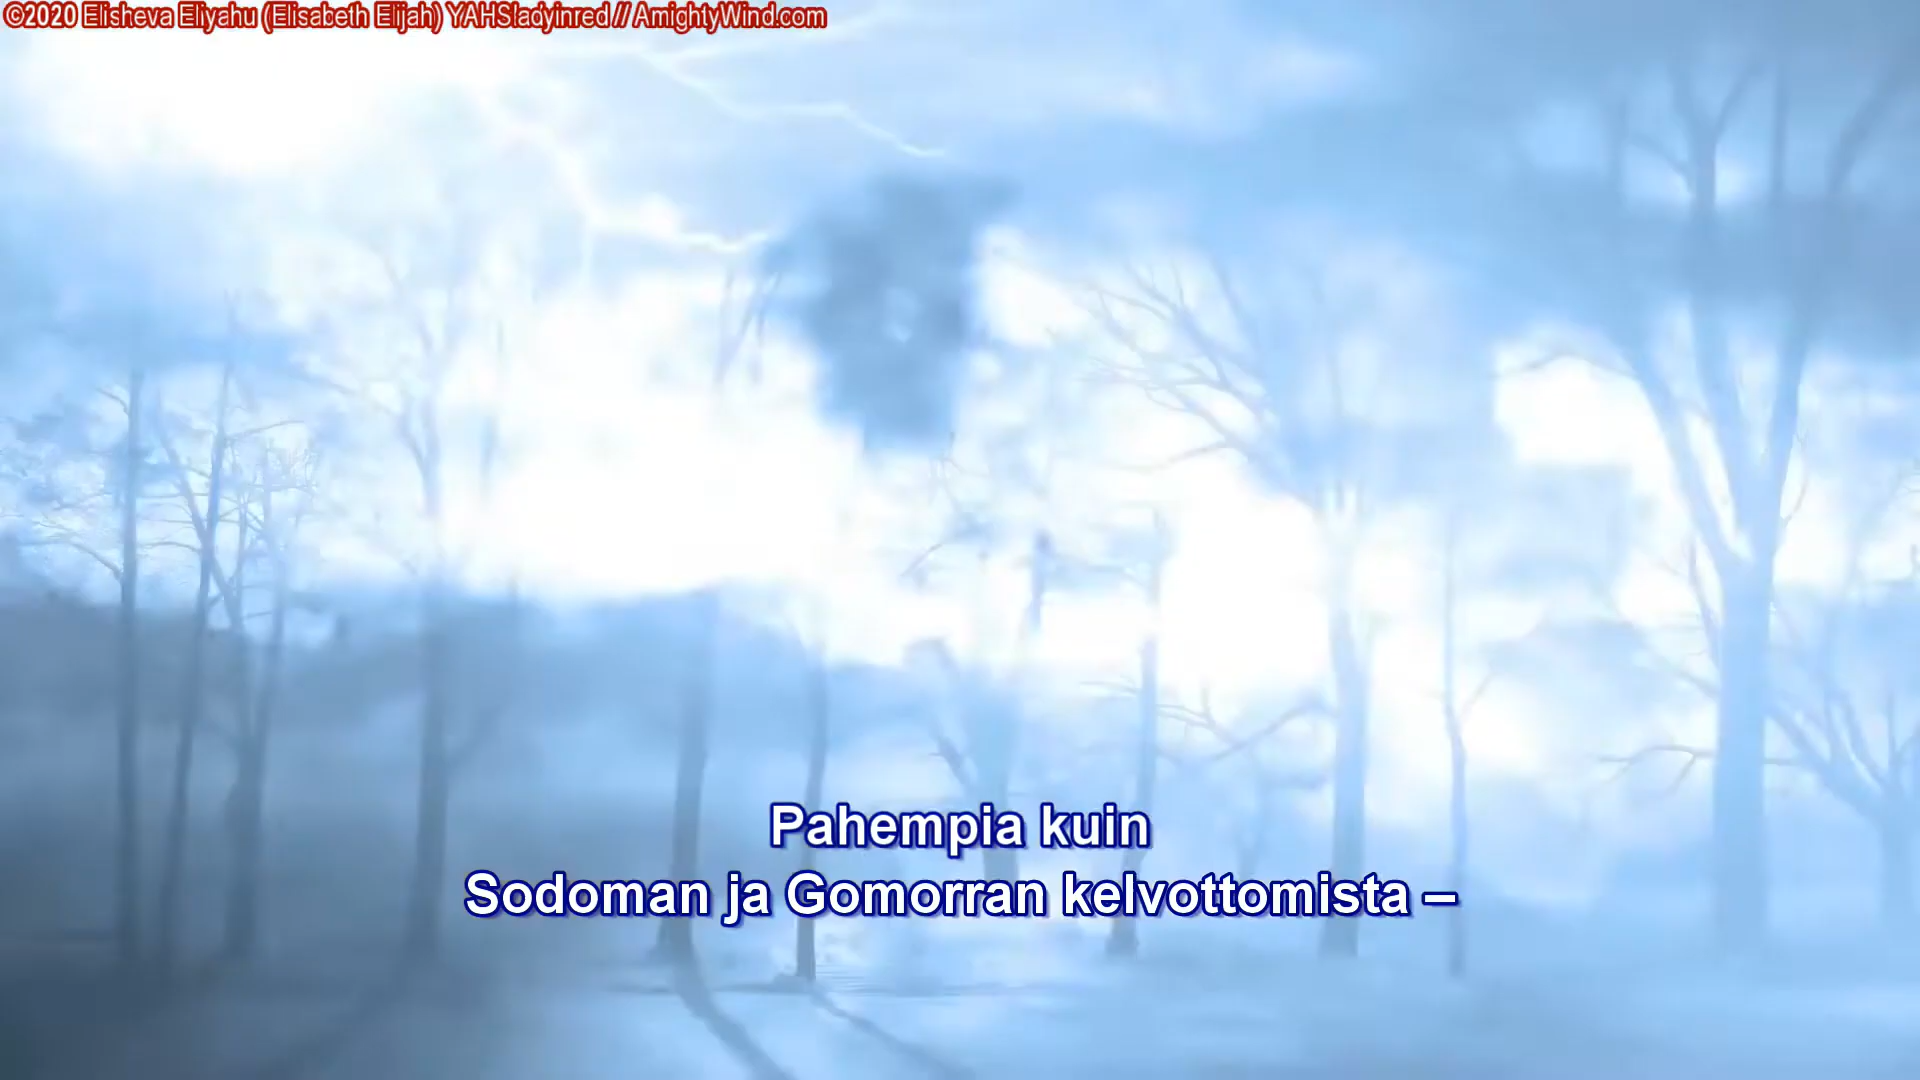 ©2020 Elisheva Eliyahu (Elisabeth Elijah) YAHSladyinred // AmightyWind.com
Pahempia kuin
Sodoman ja Gomorran kelvottomista –